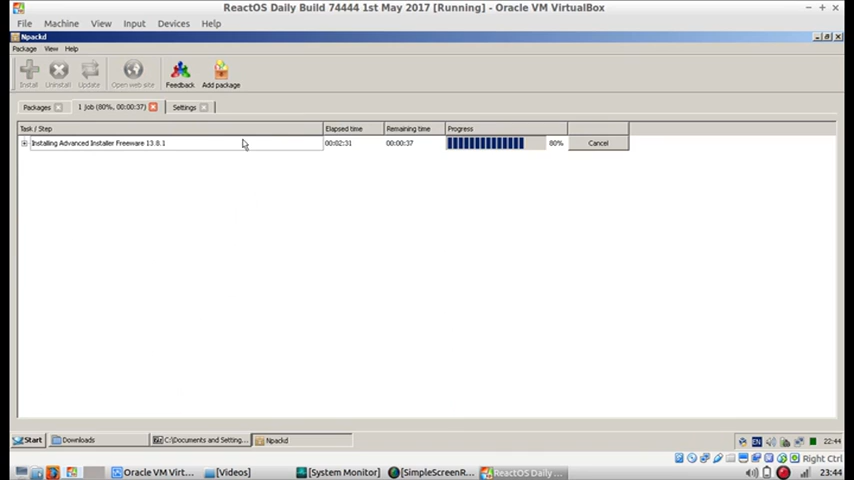 ReactOS Daily Build 74444 1st May 2017 [Running] - Oracle VM VirtualBox
File Machine View Input Devices Help
Npackd
Package View Help
Install Uninstall Update Open web site Feedback Add package
Packages 1 job (80%, 00:00:37) Settings
Task / Step Elapsed time Remaining time Progress
Installing Advanced Installer Freeware 13.8.1 00:02:31 00:00:37 80% Cancel
Start Downloads C:\Documents and Setting... Npackd EN 22:44
Right Ctrl
Oracle VM Virt... [Videos] [System Monitor] [SimpleScreenR... ReactOS Daily ... 23:44